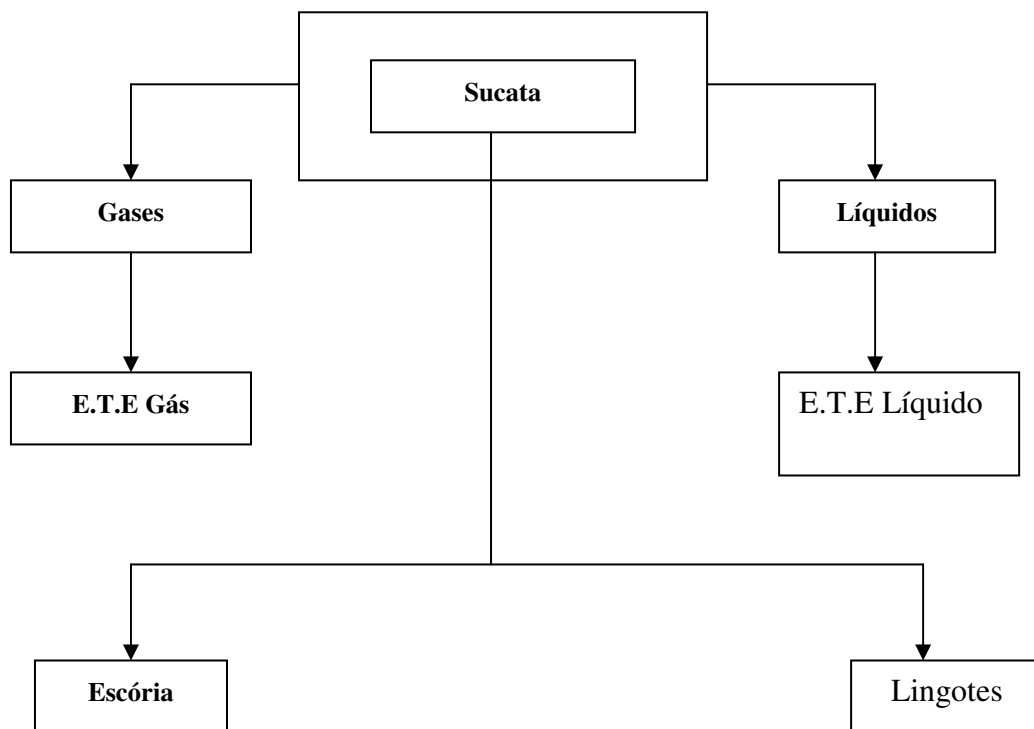 Sucata
Gases
Líquidos
E.T.E Gás
E.T.E Líquido
Escória
Lingotes